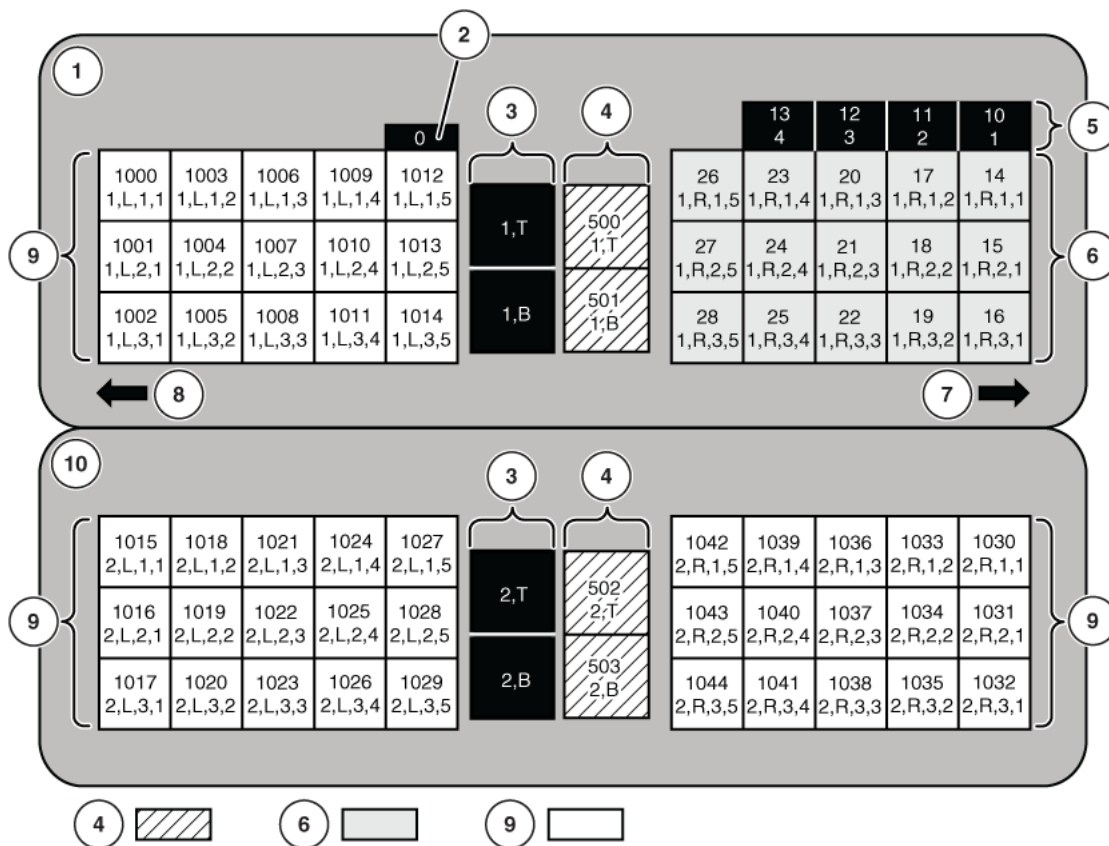 2
1
3
4
13 12 11 10
5
4 3 2 1
0
1000 1003 1006 1009 1012
1,L,1,1 1,L,1,2 1,L,1,3 1,L,1,4 1,L,1,5
26 23 20 17 14
1,R,1,5 1,R,1,4 1,R,1,3 1,R,1,2 1,R,1,1
1,T
500
1,T
9
1001 1004 1007 1010 1013
1,L,2,1 1,L,2,2 1,L,2,3 1,L,2,4 1,L,2,5
27 24 21 18 15
1,R,2,5 1,R,2,4 1,R,2,3 1,R,2,2 1,R,2,1
6
1,B
501
1,B
1002 1005 1008 1011 1014
1,L,3,1 1,L,3,2 1,L,3,3 1,L,3,4 1,L,3,5
28 25 22 19 16
1,R,3,5 1,R,3,4 1,R,3,3 1,R,3,2 1,R,3,1
8
7
10
3
4
1015 1018 1021 1024 1027
2,L,1,1 2,L,1,2 2,L,1,3 2,L,1,4 2,L,1,5
1042 1039 1036 1033 1030
2,R,1,5 2,R,1,4 2,R,1,3 2,R,1,2 2,R,1,1
2,T
502
2,T
9
1016 1019 1022 1025 1028
2,L,2,1 2,L,2,2 2,L,2,3 2,L,2,4 2,L,2,5
1043 1040 1037 1034 1031
2,R,2,5 2,R,2,4 2,R,2,3 2,R,2,2 2,R,2,1
9
2,B
503
2,B
1017 1020 1023 1026 1029
2,L,3,1 2,L,3,2 2,L,3,3 2,L,3,4 2,L,3,5
1044 1041 1038 1035 1032
2,R,3,5 2,R,3,4 2,R,3,3 2,R,3,2 2,R,3,1
4
6
9